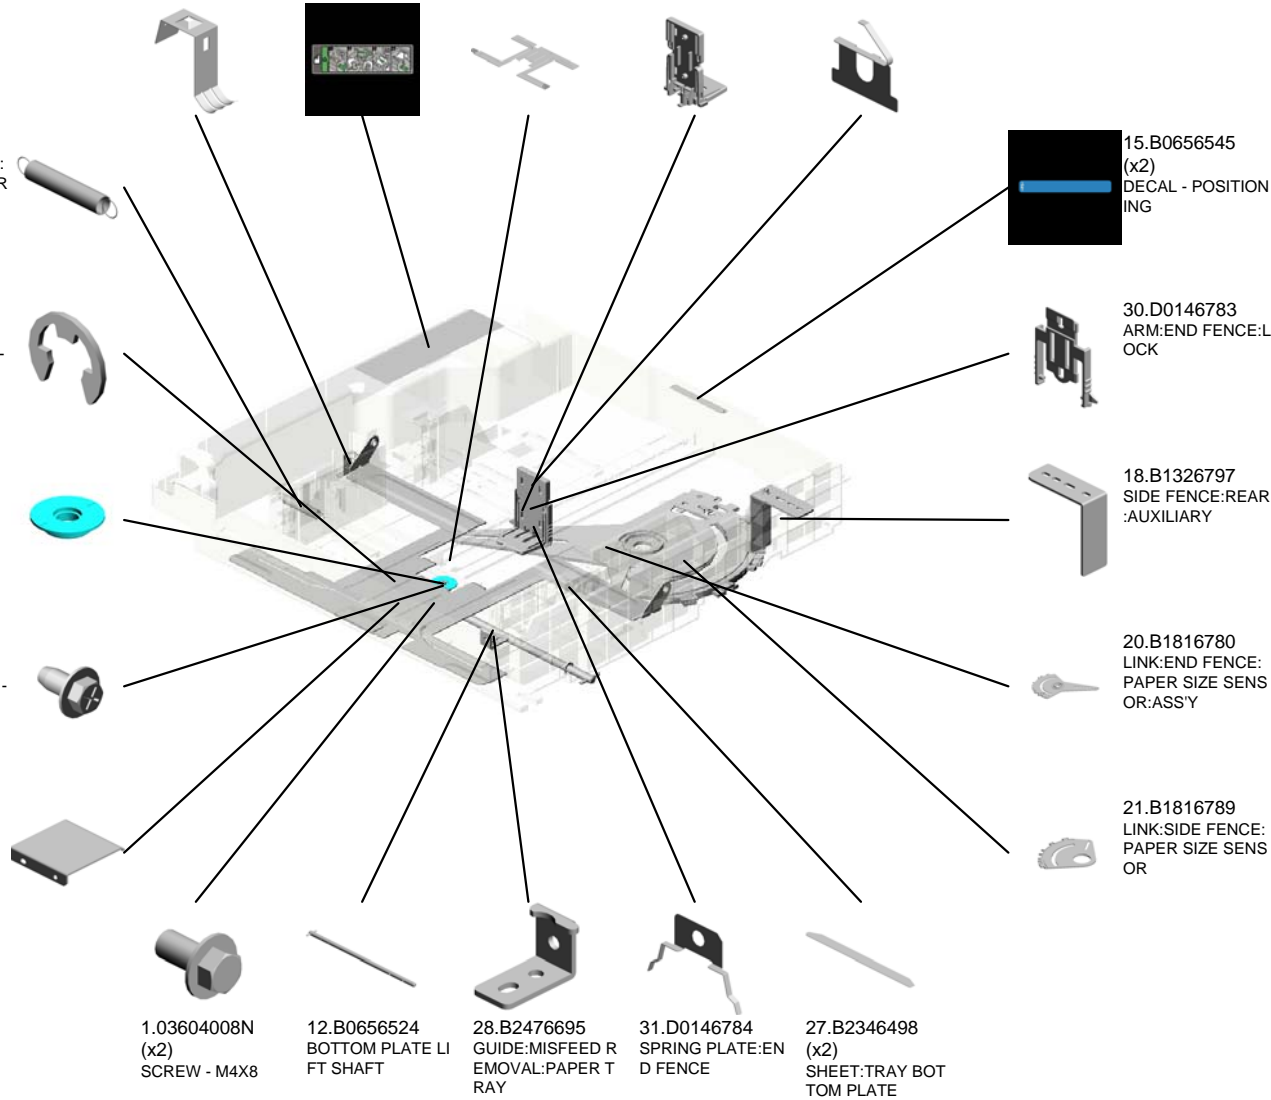 :
R
-
-
15.B0656545
(x2)
DECAL - POSITION
ING
30.D0146783
ARM:END FENCE:L
OCK
18.B1326797
SIDE FENCE:REAR
:AUXILIARY
20.B1816780
LINK:END FENCE:
PAPER SIZE SENS
OR:ASS'Y
21.B1816789
LINK:SIDE FENCE:
PAPER SIZE SENS
OR
1.03604008N
(x2)
SCREW - M4X8
12.B0656524
BOTTOM PLATE LI
FT SHAFT
28.B2476695
GUIDE:MISFEED R
EMOVAL:PAPER T
RAY
31.D0146784
SPRING PLATE:EN
D FENCE
27.B2346498
(x2)
SHEET:TRAY BOT
TOM PLATE